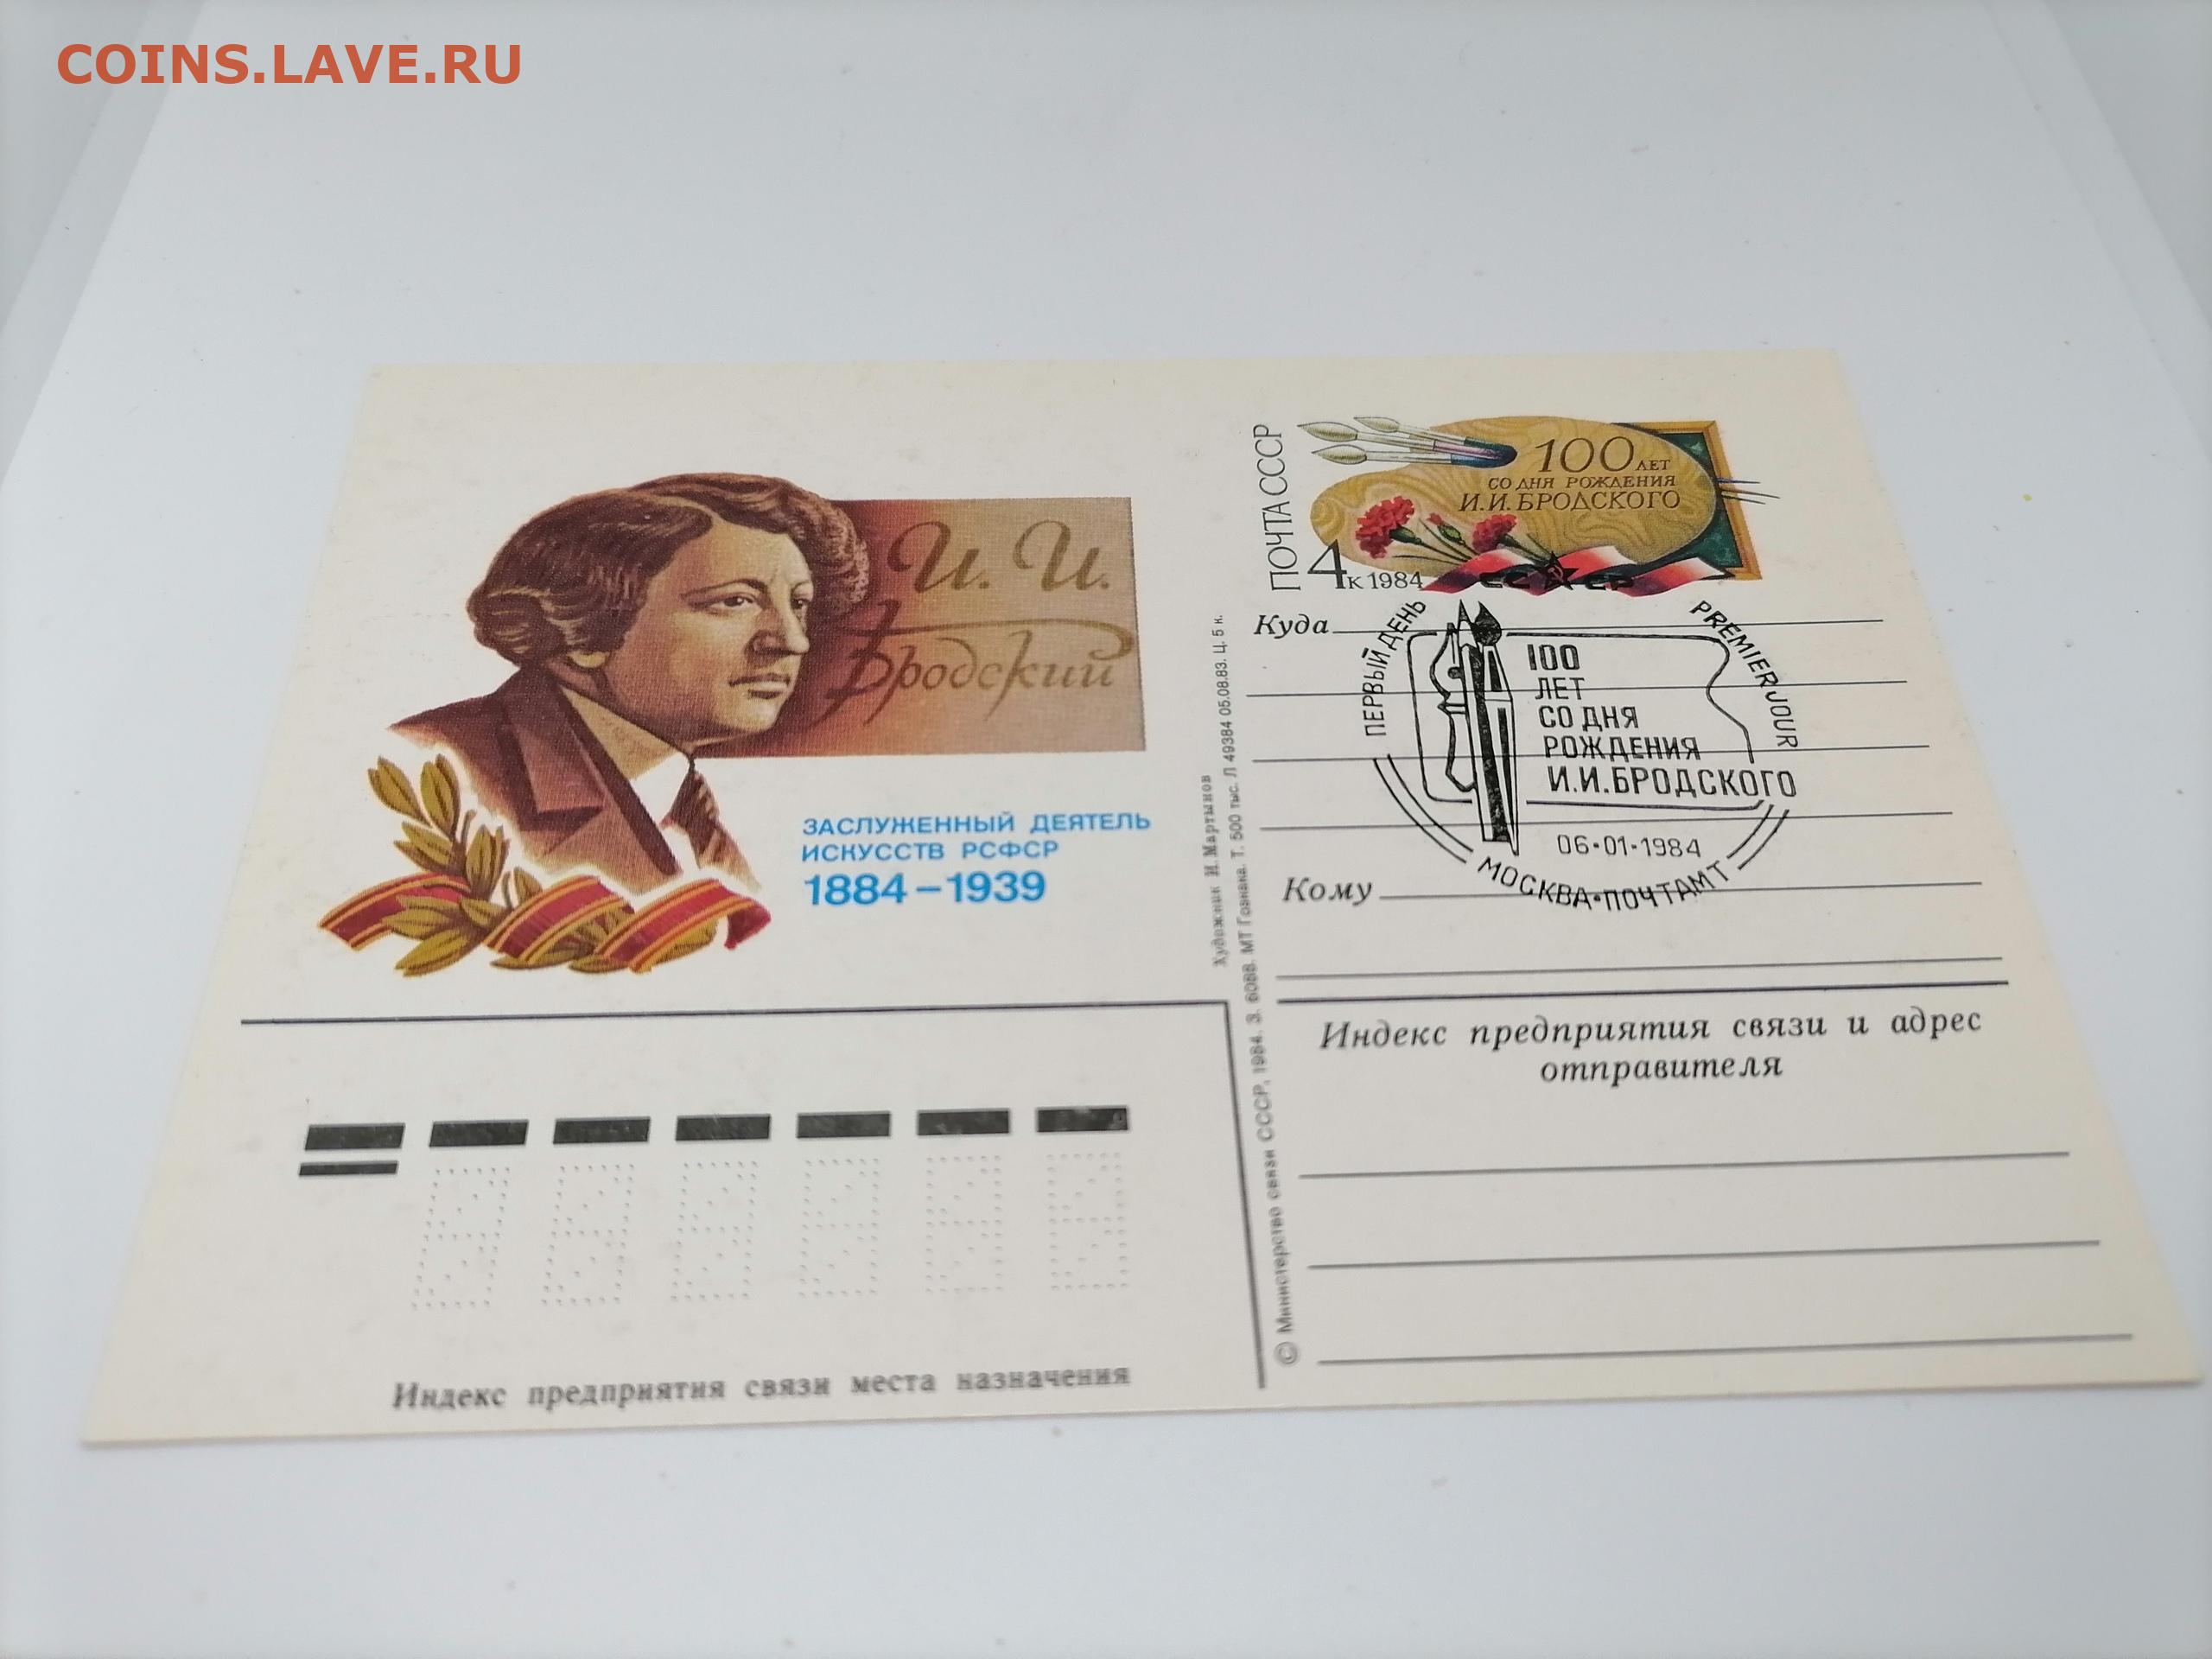 COINS.LAVE.RU
И. И.
Бродский
ЗАСЛУЖЕННЫЙ ДЕЯТЕЛЬ
ИСКУССТВ РСФСР
1884–1939
ПОЧТА СССР
100 ЛЕТ
СО ДНЯ РОЖДЕНИЯ
И.И.БРОДСКОГО
4к 1984
СССР
ПЕРВЫЙ ДЕНЬ
PREMIER JOUR
100
ЛЕТ
СО ДНЯ
РОЖДЕНИЯ
И.И.БРОДСКОГО
06·01·1984
МОСКВА·ПОЧТАМТ
Куда
Кому
Художник И. Мартынов
© Министерство связи СССР, 1984. З. 6088. МТ Гознака. Т. 500 тыс. Л 49384 05.08.83. Ц. 5 к.
Индекс предприятия связи и адрес
отправителя
Индекс предприятия связи места назначения